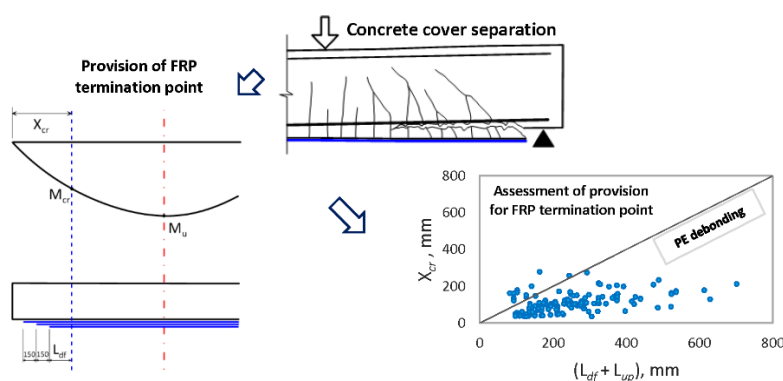 Concrete cover separation
Provision of FRP
termination point
Xcr
Mcr
Mu
150 150 Ldf
Assessment of provision
for FRP termination point
PE debonding
Xcr, mm
800
600
400
200
0
0 200 400 600 800
(Ldf + Lup), mm